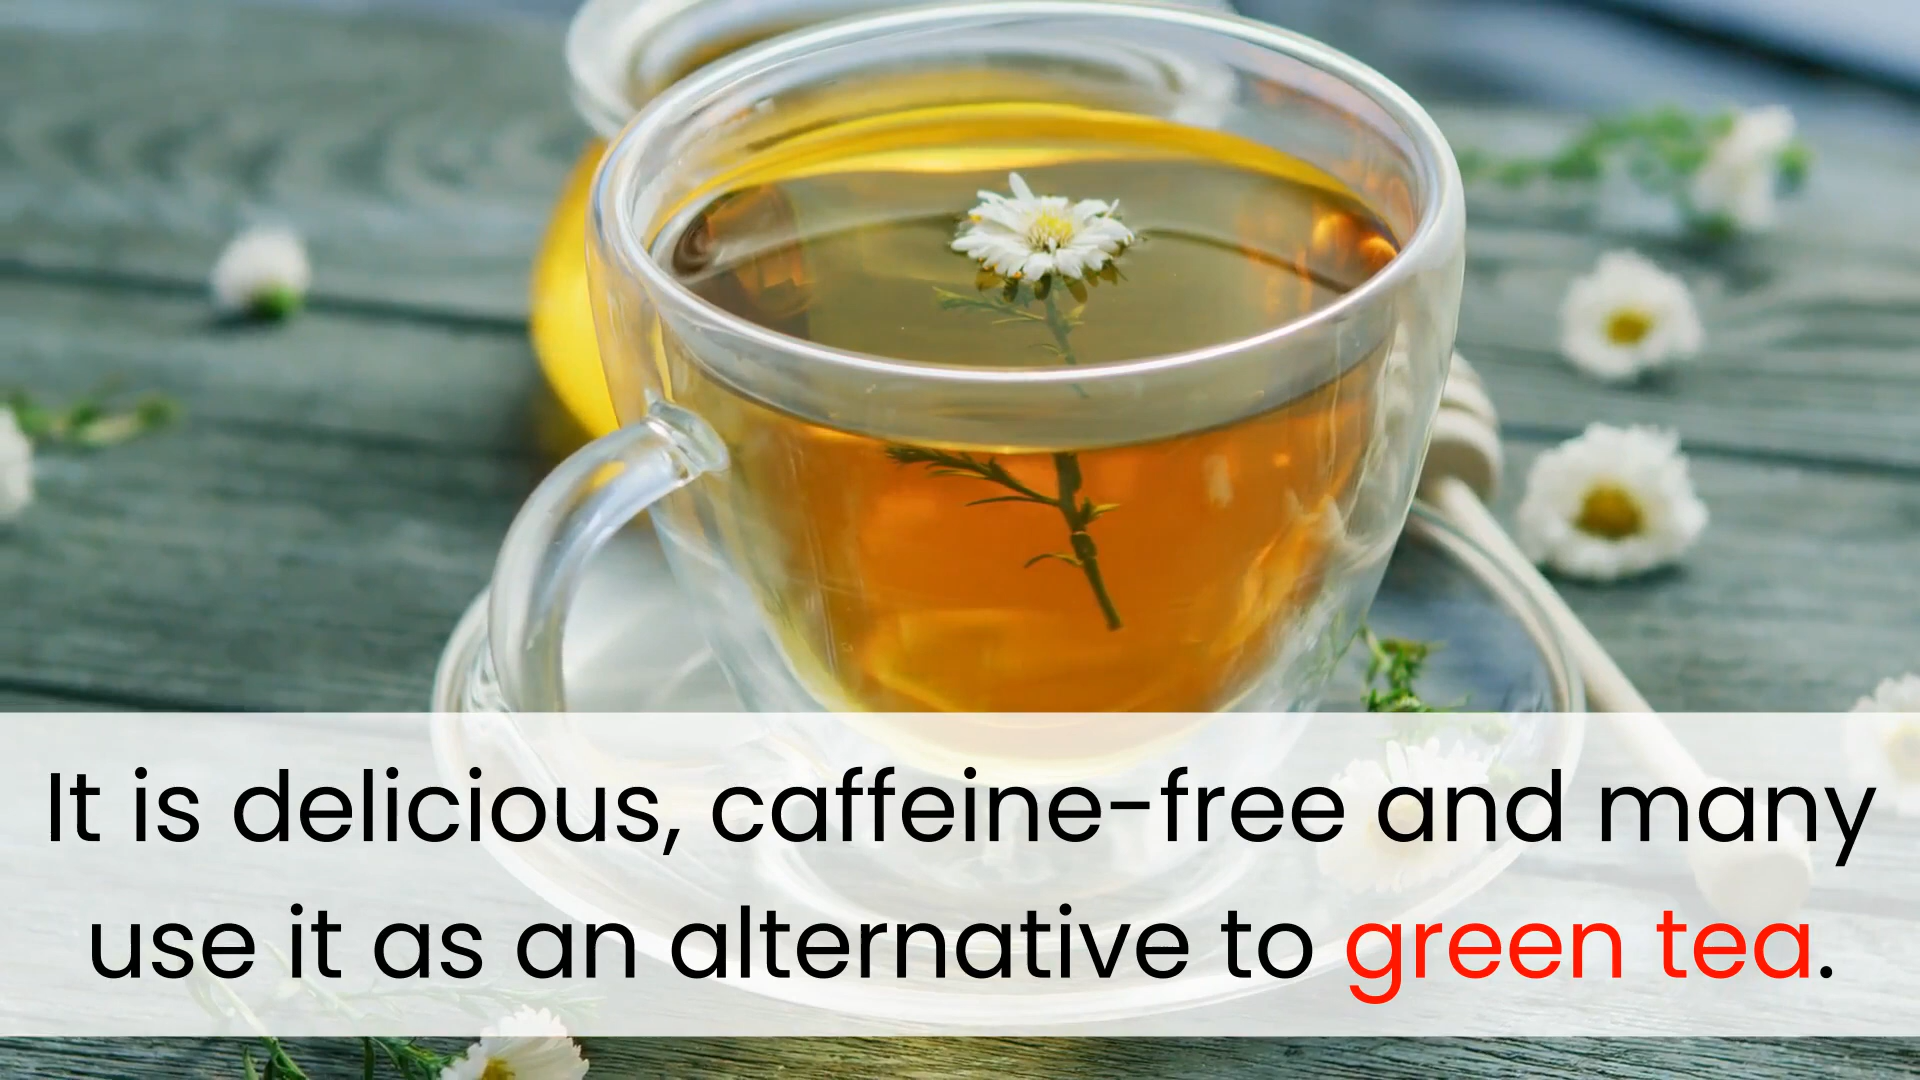 It is delicious, caffeine-free and many
use it as an alternative to green tea.